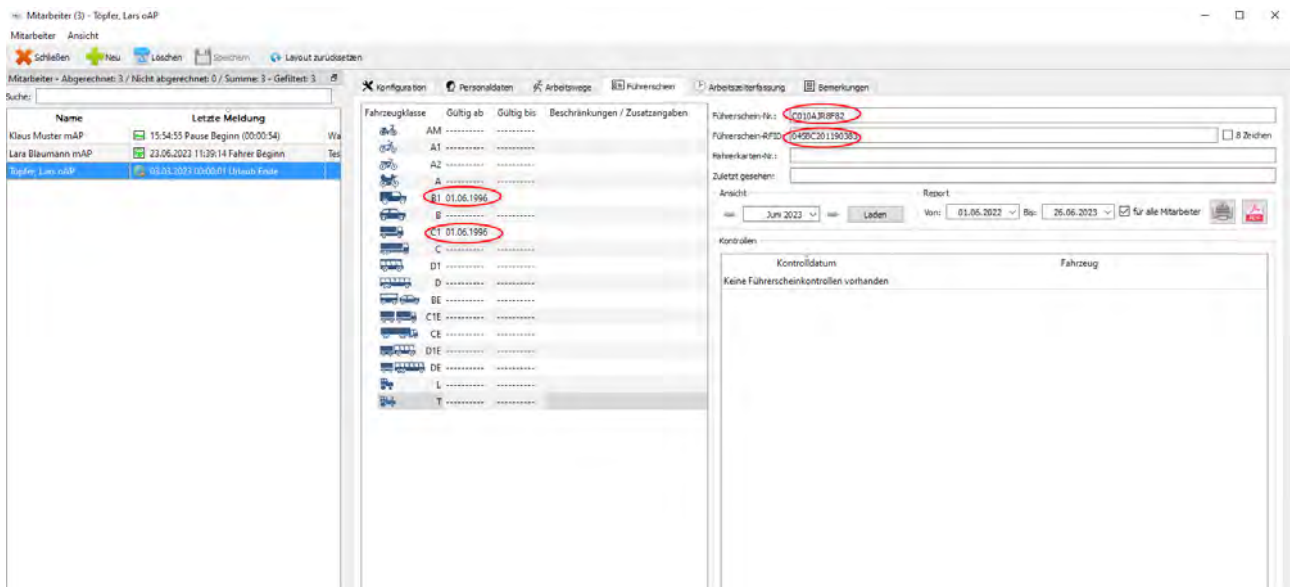 Mitarbeiter (3) - Töpfer, Lars oAP
Mitarbeiter Ansicht
Schließen Neu Löschen Speichern Layout zurücksetzen
Mitarbeiter - Abgerechnet: 3 / Nicht abgerechnet: 0 / Summe: 3 - Gefiltert: 3
Suche:
Name Letzte Meldung
Klaus Muster mAP 15:54:55 Pause Beginn (00:00:54) Wa
Lara Blaumann mAP 23.06.2023 11:39:14 Fahrer Beginn Tes
Töpfer, Lars oAP 03.03.2023 00:00:01 Urlaub Ende
Konfiguration Personaldaten Arbeitswege Führerschein Arbeitszeiterfassung Bemerkungen
Fahrzeugklasse Gültig ab Gültig bis Beschränkungen / Zusatzangaben
AM ---------- ----------
A1 ---------- ----------
A2 ---------- ----------
A ---------- ----------
B1 01.06.1996
B ---------- ----------
C1 01.06.1996
C ---------- ----------
D1 ---------- ----------
D ---------- ----------
BE ---------- ----------
C1E ---------- ----------
CE ---------- ----------
D1E ---------- ----------
DE ---------- ----------
L ---------- ----------
T ---------- ----------
Führerschein-Nr.: C010AJR8F82
Führerschein-RFID: 045BC201190383 8 Zeichen
Fahrerkarten-Nr.:
Zuletzt gesehen:
Ansicht Report
Juni 2023 Laden Von: 01.06.2022 Bis: 26.06.2023 für alle Mitarbeiter
Kontrollen
Kontrolldatum Fahrzeug
Keine Führerscheinkontrollen vorhanden